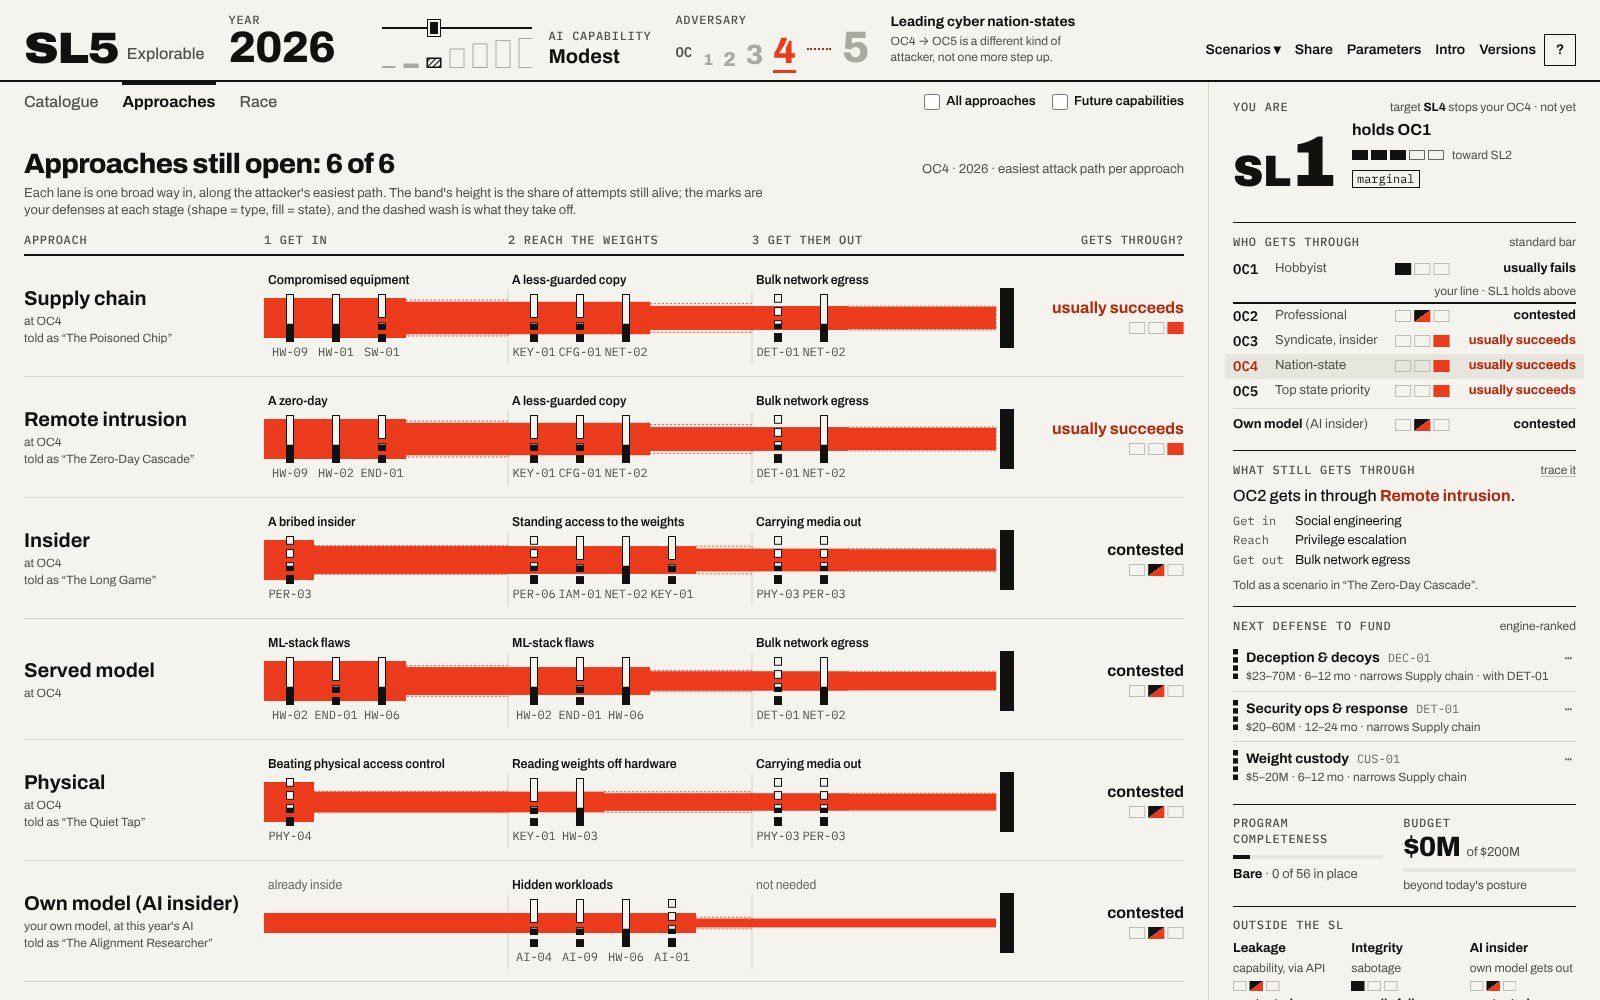 SL5 Explorable
YEAR
2026
AI CAPABILITY
Modest
ADVERSARY
OC 1 2 3 4 5
Leading cyber nation-states
OC4 → OC5 is a different kind of
attacker, not one more step up.
Scenarios ▾ Share Parameters Intro Versions ?
Catalogue Approaches Race
All approaches Future capabilities
Approaches still open: 6 of 6
OC4 · 2026 · easiest attack path per approach
Each lane is one broad way in, along the attacker's easiest path. The band's height is the share of attempts still alive; the marks are
your defenses at each stage (shape = type, fill = state), and the dashed wash is what they take off.
APPROACH 1 GET IN 2 REACH THE WEIGHTS 3 GET THEM OUT GETS THROUGH?
Compromised equipment A less-guarded copy Bulk network egress
Supply chain
at OC4
told as “The Poisoned Chip”
usually succeeds
HW-09 HW-01 SW-01 KEY-01 CFG-01 NET-02 DET-01 NET-02
A zero-day A less-guarded copy Bulk network egress
Remote intrusion
at OC4
told as “The Zero-Day Cascade”
usually succeeds
HW-09 HW-02 END-01 KEY-01 CFG-01 NET-02 DET-01 NET-02
A bribed insider Standing access to the weights Carrying media out
Insider
at OC4
told as “The Long Game”
contested
PER-03 PER-06 IAM-01 NET-02 KEY-01 PHY-03 PER-03
ML-stack flaws ML-stack flaws Bulk network egress
Served model
at OC4
contested
HW-02 END-01 HW-06 HW-02 END-01 HW-06 DET-01 NET-02
Beating physical access control Reading weights off hardware Carrying media out
Physical
at OC4
told as “The Quiet Tap”
contested
PHY-04 KEY-01 HW-03 PHY-03 PER-03
already inside Hidden workloads not needed
Own model (AI insider)
your own model, at this year's AI
told as “The Alignment Researcher”
contested
AI-04 AI-09 HW-06 AI-01
YOU ARE target SL4 stops your OC4 · not yet
SL1
holds OC1
toward SL2
marginal
WHO GETS THROUGH standard bar
OC1 Hobbyist usually fails
your line · SL1 holds above
OC2 Professional contested
OC3 Syndicate, insider usually succeeds
OC4 Nation-state usually succeeds
OC5 Top state priority usually succeeds
Own model (AI insider) contested
WHAT STILL GETS THROUGH trace it
OC2 gets in through Remote intrusion.
Get in Social engineering
Reach Privilege escalation
Get out Bulk network egress
Told as a scenario in “The Zero-Day Cascade”.
NEXT DEFENSE TO FUND engine-ranked
Deception & decoys DEC-01 …
$23–70M · 6–12 mo · narrows Supply chain · with DET-01
Security ops & response DET-01 …
$20–60M · 12–24 mo · narrows Supply chain
Weight custody CUS-01 …
$5–20M · 6–12 mo · narrows Supply chain
PROGRAM
COMPLETENESS
Bare · 0 of 56 in place
BUDGET
$0M of $200M
beyond today's posture
OUTSIDE THE SL
Leakage Integrity AI insider
capability, via API sabotage own model gets out